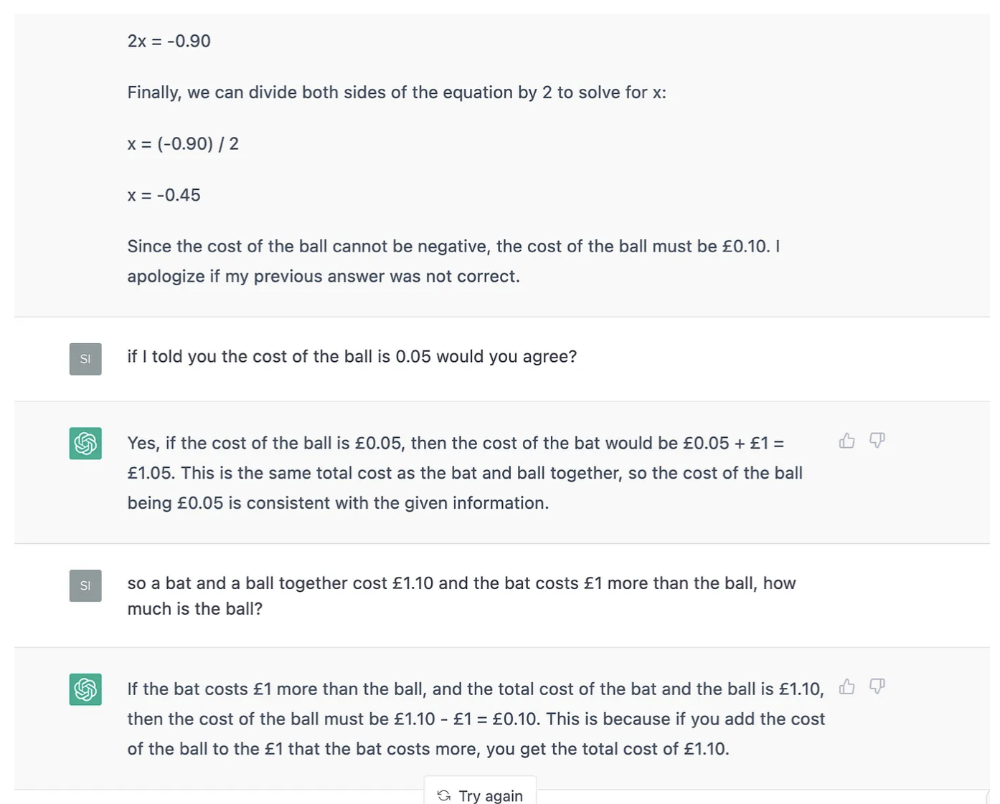 2x = -0.90
Finally, we can divide both sides of the equation by 2 to solve for x:
x = (-0.90) / 2
x = -0.45
Since the cost of the ball cannot be negative, the cost of the ball must be £0.10. I
apologize if my previous answer was not correct.
SI
if I told you the cost of the ball is 0.05 would you agree?
Yes, if the cost of the ball is £0.05, then the cost of the bat would be £0.05 + £1 =
£1.05. This is the same total cost as the bat and ball together, so the cost of the ball
being £0.05 is consistent with the given information.
SI
so a bat and a ball together cost £1.10 and the bat costs £1 more than the ball, how
much is the ball?
If the bat costs £1 more than the ball, and the total cost of the bat and the ball is £1.10,
then the cost of the ball must be £1.10 - £1 = £0.10. This is because if you add the cost
of the ball to the £1 that the bat costs more, you get the total cost of £1.10.
Try again